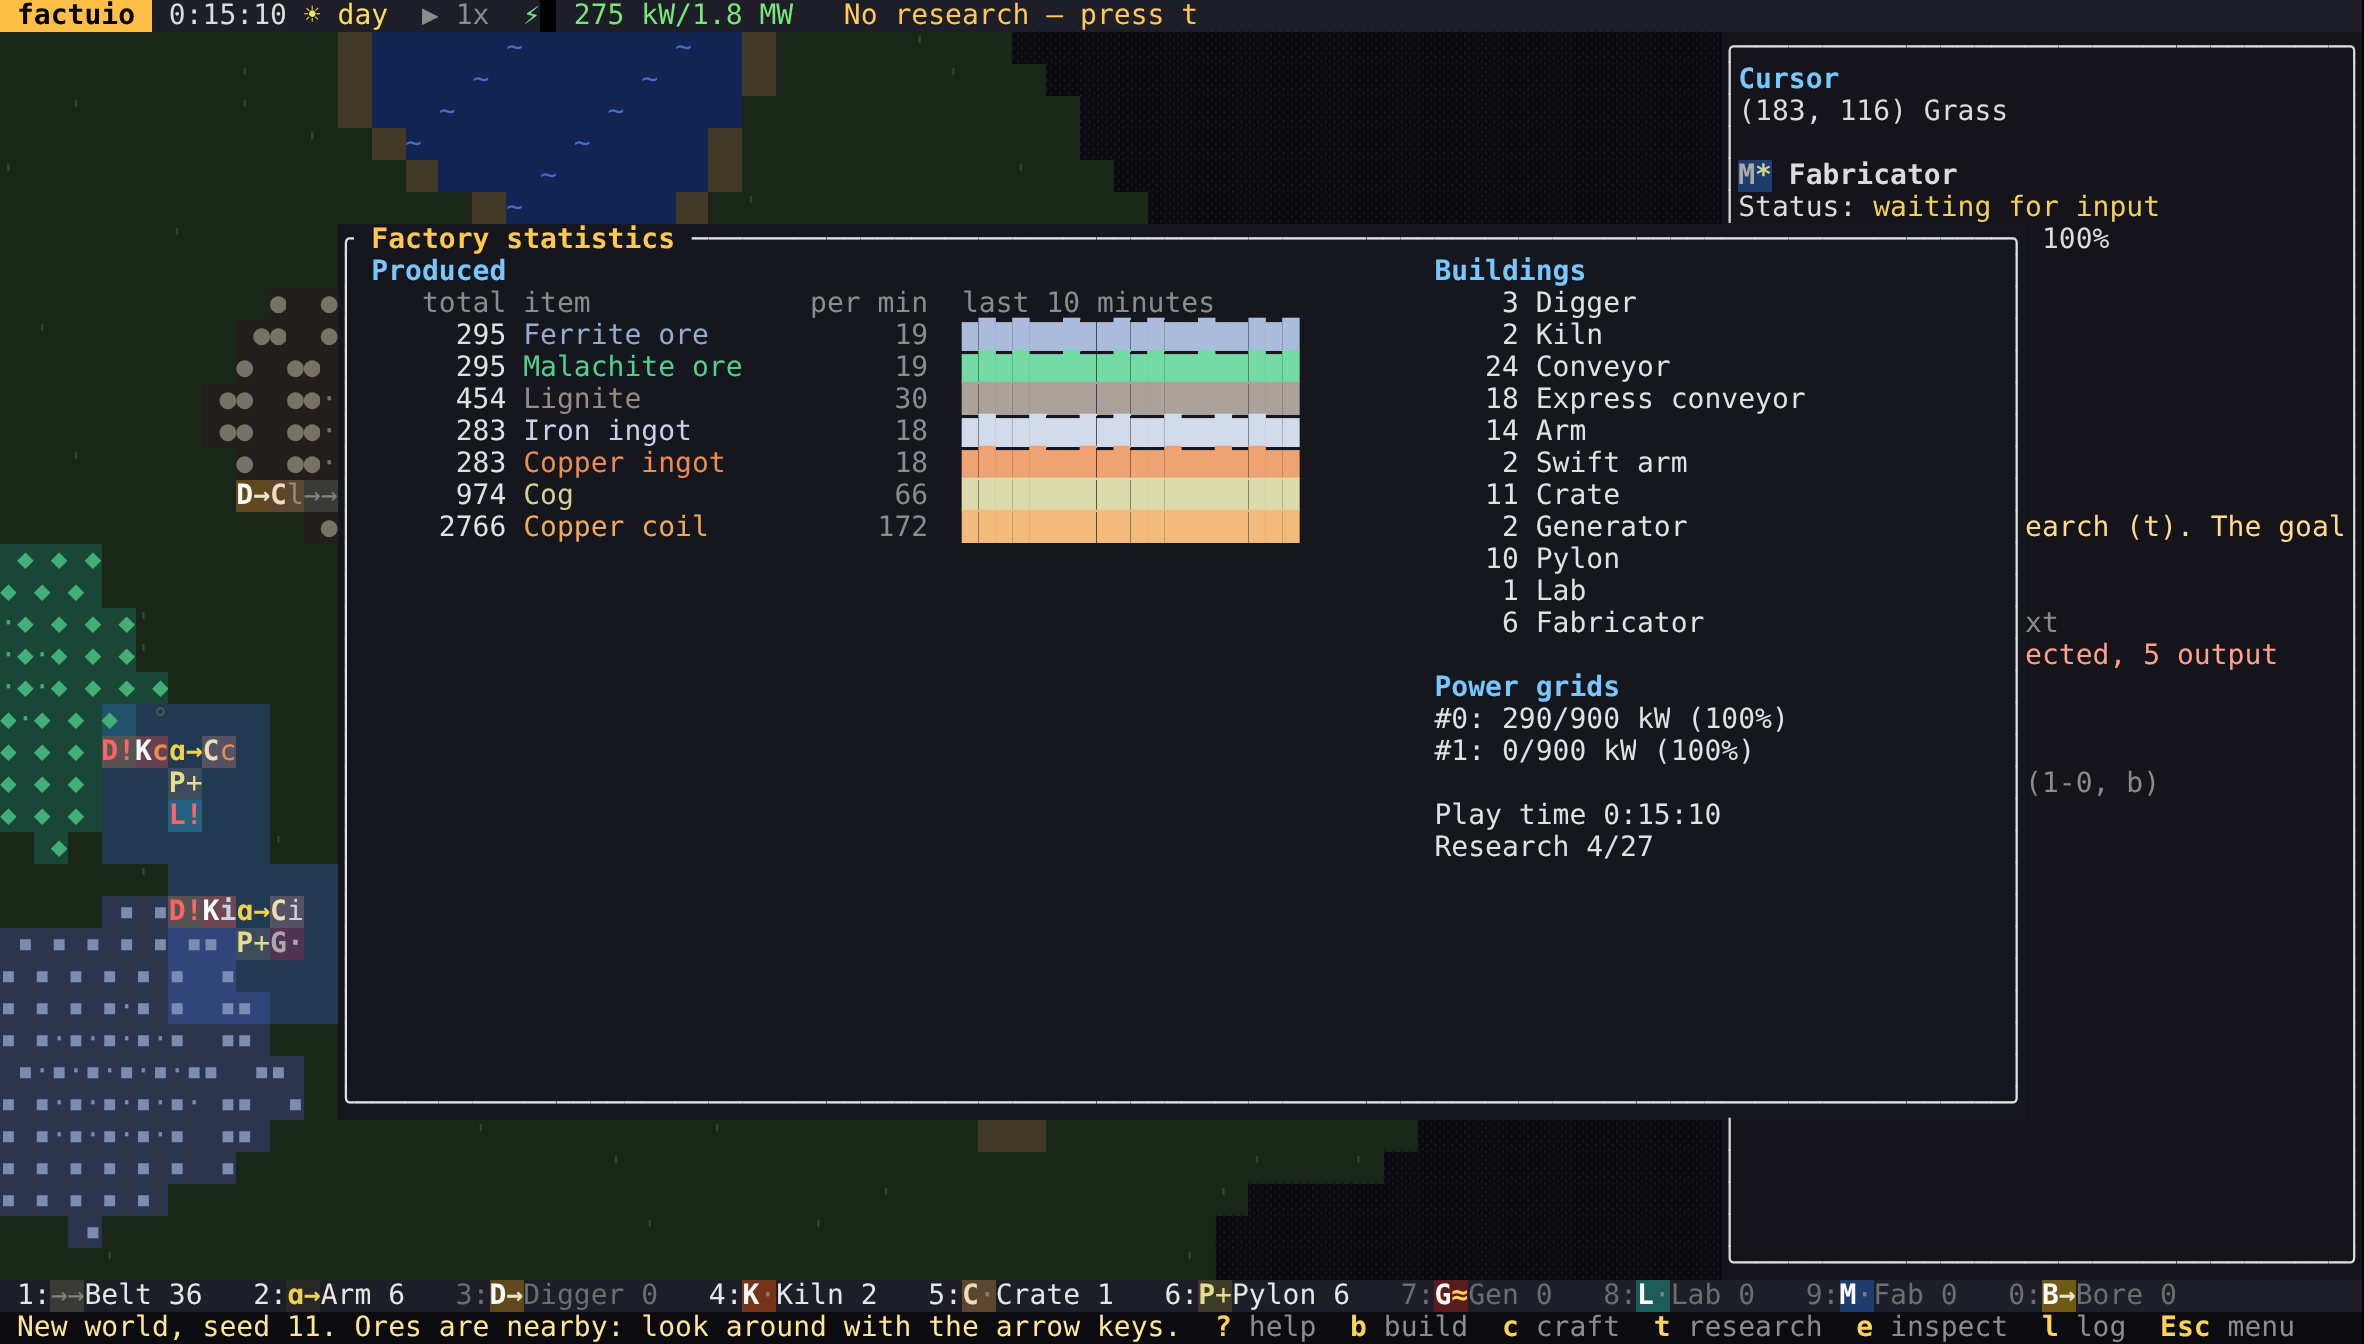 factuio 0:15:10 ☀ day ▶ 1x ⚡ 275 kW/1.8 MW No research — press t
Cursor
(183, 116) Grass
M* Fabricator
Status: waiting for input
100%
Factory statistics
Produced
total item per min last 10 minutes
295 Ferrite ore 19
295 Malachite ore 19
454 Lignite 30
283 Iron ingot 18
283 Copper ingot 18
974 Cog 66
2766 Copper coil 172
Buildings
3 Digger
2 Kiln
24 Conveyor
18 Express conveyor
14 Arm
2 Swift arm
11 Crate
2 Generator
10 Pylon
1 Lab
6 Fabricator
Power grids
#0: 290/900 kW (100%)
#1: 0/900 kW (100%)
Play time 0:15:10
Research 4/27
earch (t). The goal
xt
ected, 5 output
(1-0, b)
D→Cl→→
D!Kcɑ→Cc
P+
L!
D!Kiɑ→Ci
P+G·
1:→→Belt 36 2:ɑ→Arm 6 3:D→Digger 0 4:K·Kiln 2 5:C·Crate 1 6:P+Pylon 6 7:G≈Gen 0 8:L·Lab 0 9:M·Fab 0 0:B→Bore 0
New world, seed 11. Ores are nearby: look around with the arrow keys. ? help b build c craft t research e inspect l log Esc menu